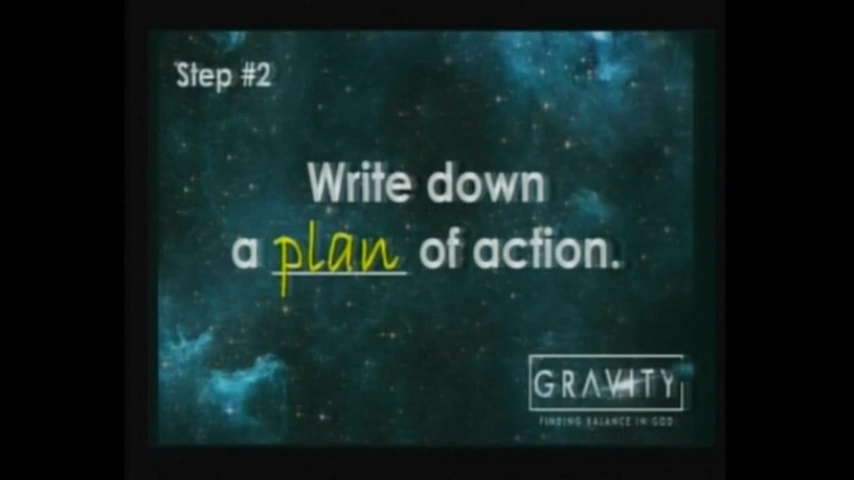 Step #2
Write down
a plan of action.
GRAVITY
FINDING BALANCE IN GOD